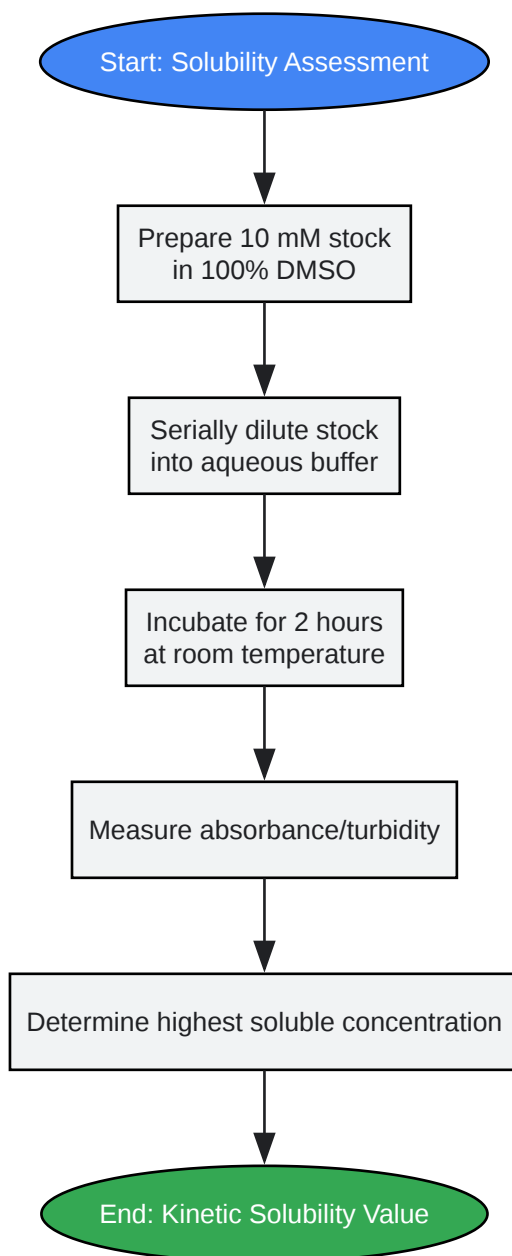 Start: Solubility Assessment
Prepare 10 mM stock
in 100% DMSO
Serially dilute stock
into aqueous buffer
Incubate for 2 hours
at room temperature
Measure absorbance/turbidity
Determine highest soluble concentration
End: Kinetic Solubility Value